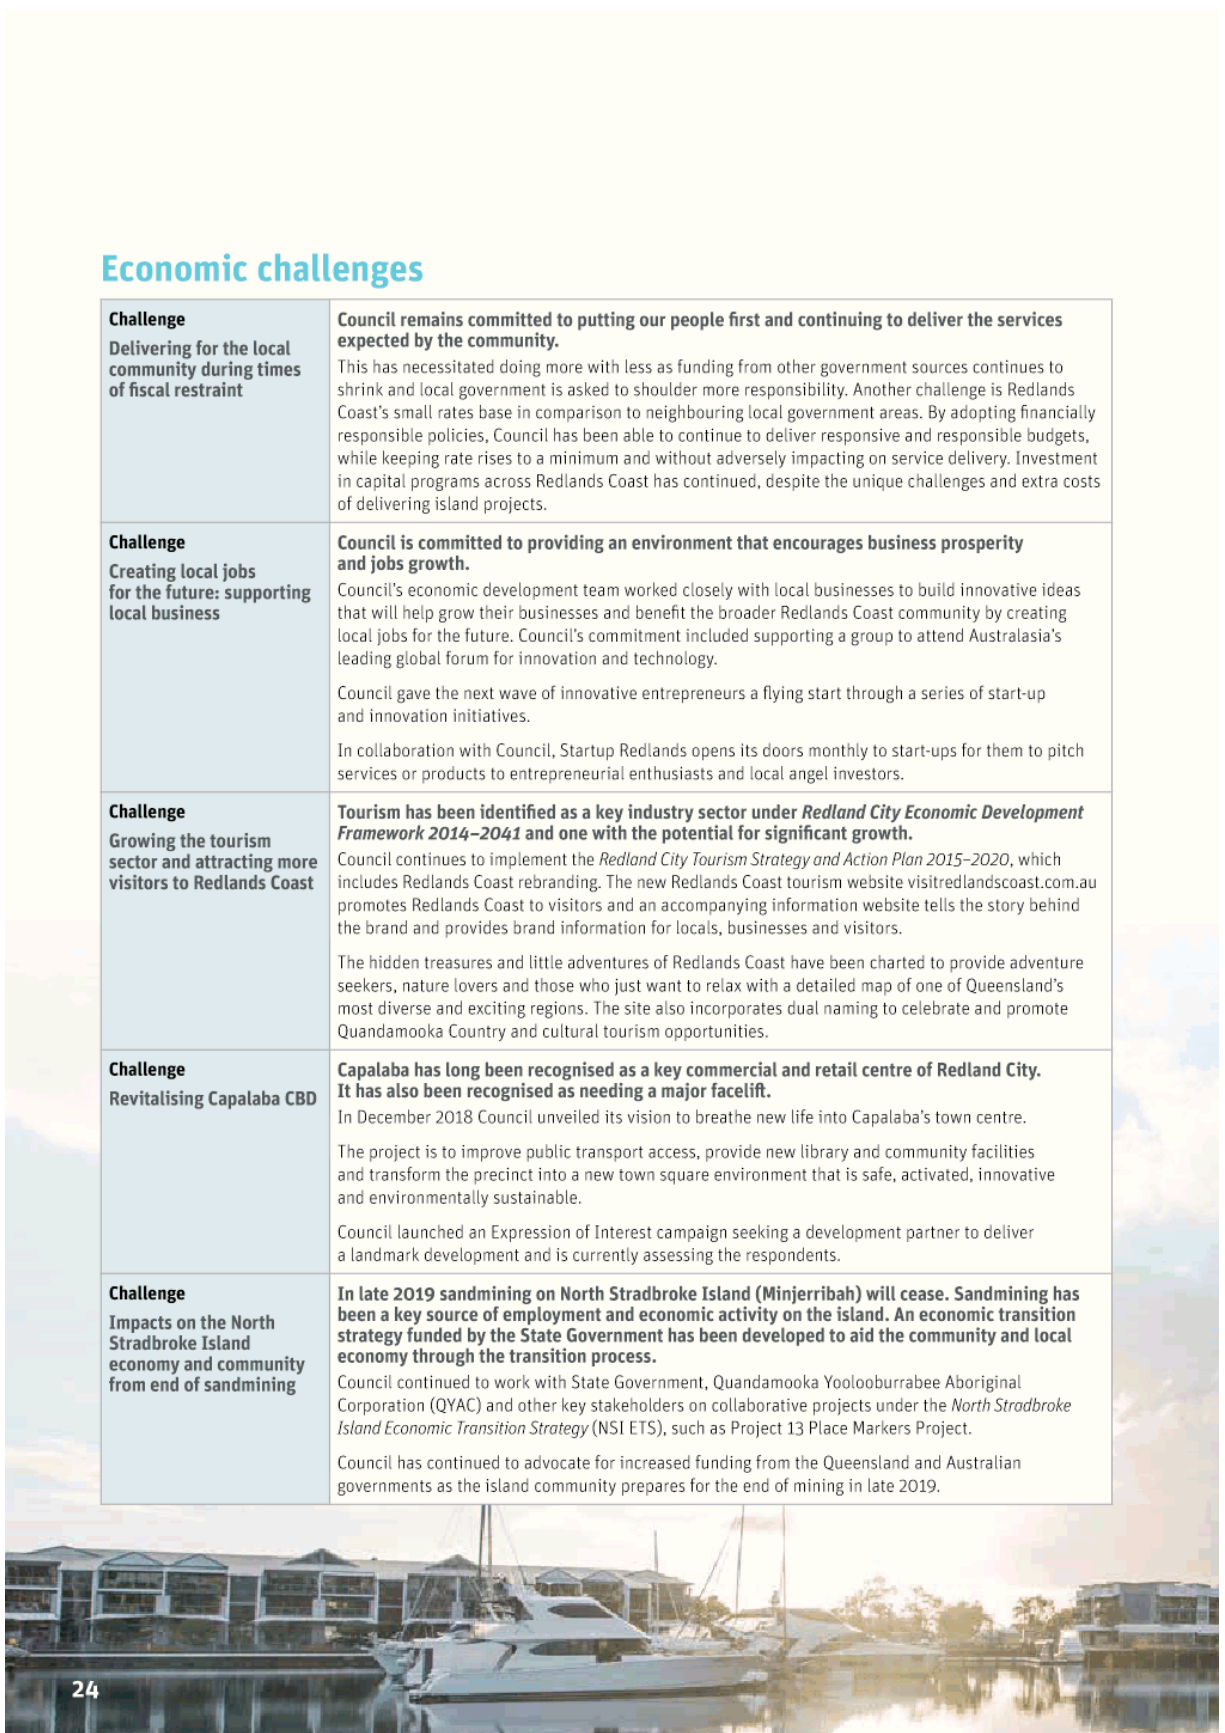 Economic challenges
Challenge
Delivering for the local
community during times
of fiscal restraint
Council remains committed to putting our people first and continuing to deliver the services
expected by the community.
This has necessitated doing more with less as funding from other government sources continues to
shrink and local government is asked to shoulder more responsibility. Another challenge is Redlands
Coast's small rates base in comparison to neighbouring local government areas. By adopting financially
responsible policies, Council has been able to continue to deliver responsive and responsible budgets,
while keeping rate rises to a minimum and without adversely impacting on service delivery. Investment
in capital programs across Redlands Coast has continued, despite the unique challenges and extra costs
of delivering island projects.
Challenge
Creating local jobs
for the future: supporting
local business
Council is committed to providing an environment that encourages business prosperity
and jobs growth.
Council's economic development team worked closely with local businesses to build innovative ideas
that will help grow their businesses and benefit the broader Redlands Coast community by creating
local jobs for the future. Council's commitment included supporting a group to attend Australasia's
leading global forum for innovation and technology.
Council gave the next wave of innovative entrepreneurs a flying start through a series of start-up
and innovation initiatives.
In collaboration with Council, Startup Redlands opens its doors monthly to start-ups for them to pitch
services or products to entrepreneurial enthusiasts and local angel investors.
Challenge
Growing the tourism
sector and attracting more
visitors to Redlands Coast
Tourism has been identified as a key industry sector under Redland City Economic Development
Framework 2014–2041 and one with the potential for significant growth.
Council continues to implement the Redland City Tourism Strategy and Action Plan 2015–2020, which
includes Redlands Coast rebranding. The new Redlands Coast tourism website visitredlandscoast.com.au
promotes Redlands Coast to visitors and an accompanying information website tells the story behind
the brand and provides brand information for locals, businesses and visitors.
The hidden treasures and little adventures of Redlands Coast have been charted to provide adventure
seekers, nature lovers and those who just want to relax with a detailed map of one of Queensland's
most diverse and exciting regions. The site also incorporates dual naming to celebrate and promote
Quandamooka Country and cultural tourism opportunities.
Challenge
Revitalising Capalaba CBD
Capalaba has long been recognised as a key commercial and retail centre of Redland City.
It has also been recognised as needing a major facelift.
In December 2018 Council unveiled its vision to breathe new life into Capalaba's town centre.
The project is to improve public transport access, provide new library and community facilities
and transform the precinct into a new town square environment that is safe, activated, innovative
and environmentally sustainable.
Council launched an Expression of Interest campaign seeking a development partner to deliver
a landmark development and is currently assessing the respondents.
Challenge
Impacts on the North
Stradbroke Island
economy and community
from end of sandmining
In late 2019 sandmining on North Stradbroke Island (Minjerribah) will cease. Sandmining has
been a key source of employment and economic activity on the island. An economic transition
strategy funded by the State Government has been developed to aid the community and local
economy through the transition process.
Council continued to work with State Government, Quandamooka Yoolooburrabee Aboriginal
Corporation (QYAC) and other key stakeholders on collaborative projects under the North Stradbroke
Island Economic Transition Strategy (NSI ETS), such as Project 13 Place Markers Project.
Council has continued to advocate for increased funding from the Queensland and Australian
governments as the island community prepares for the end of mining in late 2019.
24